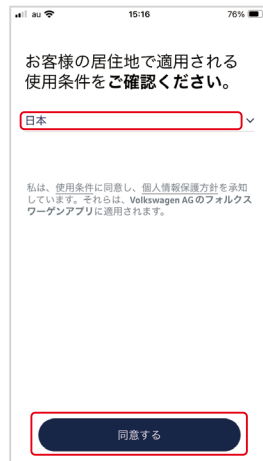 au 15:16 76%
お客様の居住地で適用される
使用条件をご確認ください。
日本
私は、使用条件に同意し、個人情報保護方針を承知
しています。それらは、Volkswagen AGのフォルクス
ワーゲンアプリに適用されます。
同意する